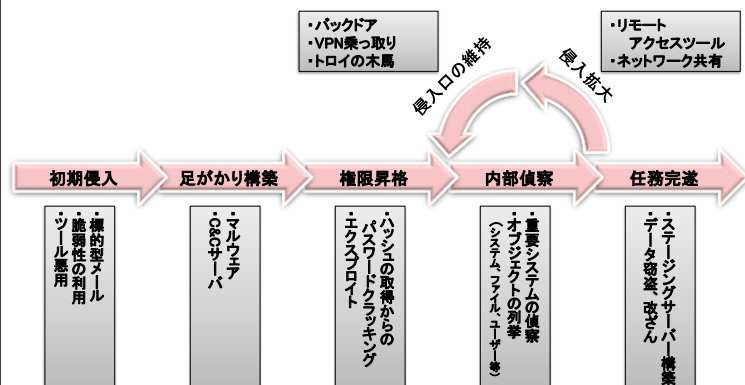 ・バックドア
・VPN乗っ取り
・トロイの木馬
・リモート
アクセスツール
・ネットワーク共有
侵入口の維持
侵入拡大
初期侵入
足がかり構築
権限昇格
内部偵察
任務完遂
・標的型メール
・脆弱性の利用
・ツール悪用
・マルウェア
・C&Cサーバ
・ハッシュの取得からの
パスワードクラッキング
・エクスプロイト
・重要システムの偵察
・オブジェクトの列挙
(システム、ファイル、ユーザー等)
・ステージングサーバー構築
・データ窃盗、改ざん